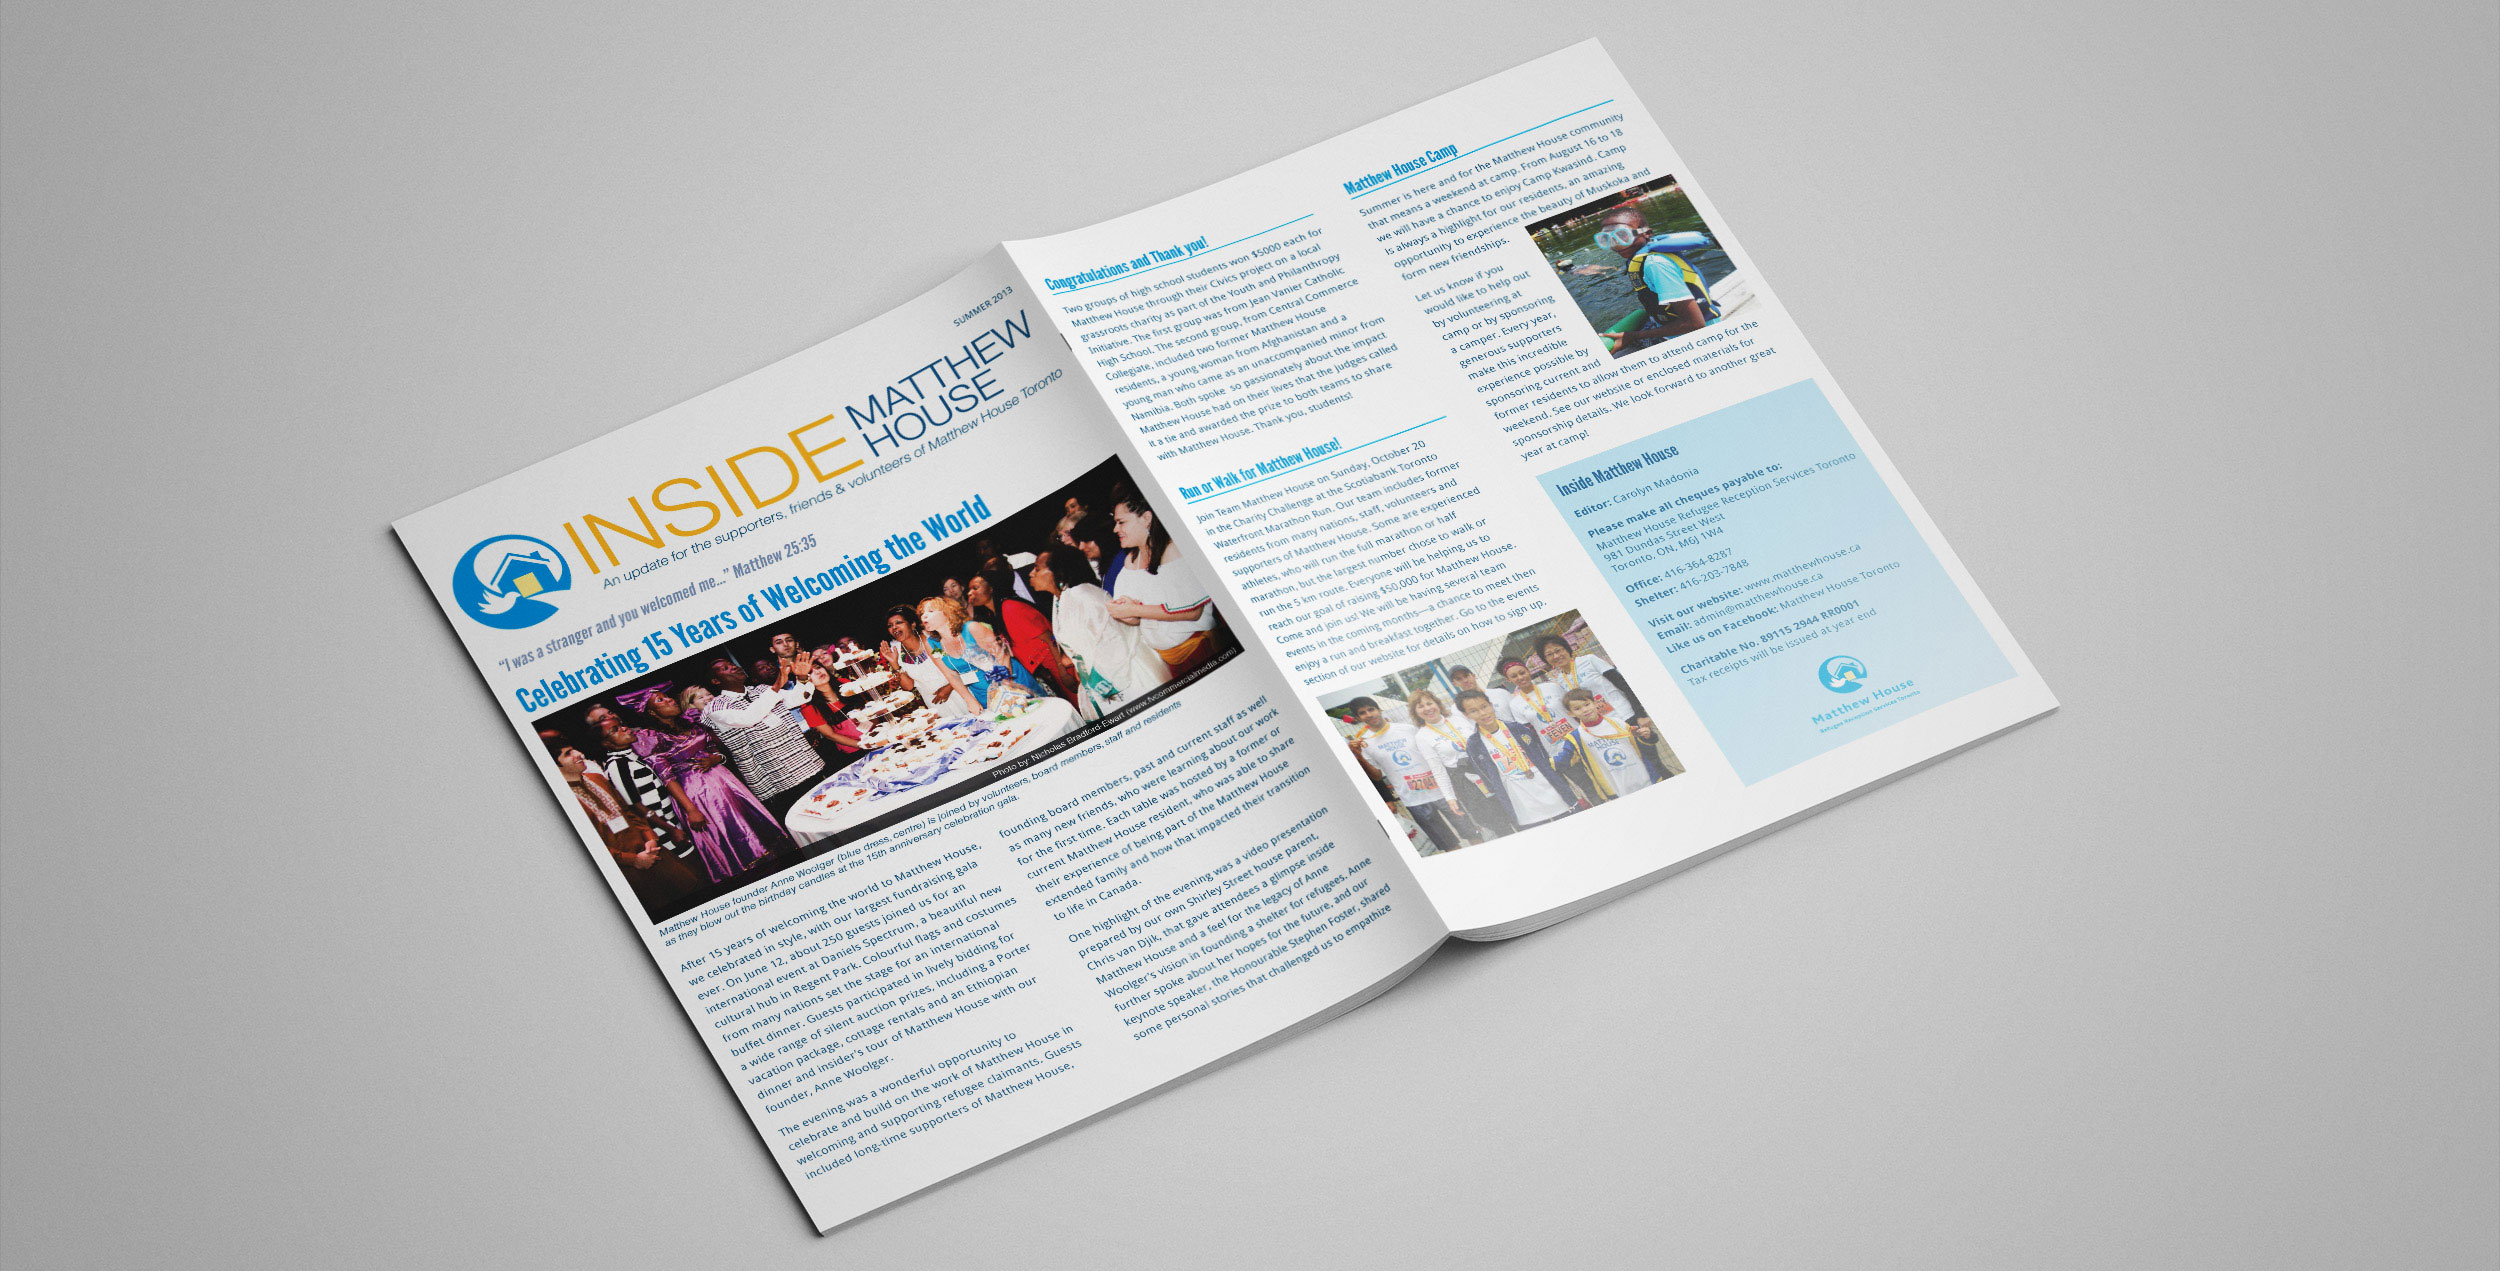 SUMMER 2013
INSIDE MATTHEW
HOUSE
An update for the supporters, friends & volunteers of Matthew House Toronto
“I was a stranger and you welcomed me...” Matthew 25:35
Celebrating 15 Years of Welcoming the World
Photo by: Nicholas Bradford-Ewart (www.fvcommercialmedia.com)
Matthew House founder Anne Woolger (blue dress, centre) is joined by volunteers, board members, staff and residents
as they blow out the birthday candles at the 15th anniversary celebration gala.
After 15 years of welcoming the world to Matthew House,
we celebrated in style, with our largest fundraising gala
ever. On June 12, about 250 guests joined us for an
international event at Daniels Spectrum, a beautiful new
cultural hub in Regent Park. Colourful flags and costumes
from many nations set the stage for an international
buffet dinner. Guests participated in lively bidding for
a wide range of silent auction prizes, including a Porter
vacation package, cottage rentals and an Ethiopian
dinner and insider's tour of Matthew House with our
founder, Anne Woolger.
The evening was a wonderful opportunity to
celebrate and build on the work of Matthew House in
welcoming and supporting refugee claimants. Guests
included long-time supporters of Matthew House,
founding board members, past and current staff as well
as many new friends, who were learning about our work
for the first time. Each table was hosted by a former or
current Matthew House resident, who was able to share
their experience of being part of the Matthew House
extended family and how that impacted their transition
to life in Canada.
One highlight of the evening was a video presentation
prepared by our own Shirley Street house parent,
Chris van Djik, that gave attendees a glimpse inside
Matthew House and a feel for the legacy of Anne
Woolger's vision in founding a shelter for refugees. Anne
further spoke about her hopes for the future, and our
keynote speaker, the Honourable Stephen Foster, shared
some personal stories that challenged us to empathize
Congratulations and Thank you!
Two groups of high school students won $5000 each for
Matthew House through their Civics project on a local
grassroots charity as part of the Youth and Philanthropy
Initiative. The first group was from Jean Vanier Catholic
High School. The second group, from Central Commerce
Collegiate, included two former Matthew House
residents, a young woman from Afghanistan and a
young man who came as an unaccompanied minor from
Namibia. Both spoke so passionately about the impact
Matthew House had on their lives that the judges called
it a tie and awarded the prize to both teams to share
with Matthew House. Thank you, students!
Run or Walk for Matthew House!
Join Team Matthew House on Sunday, October 20
in the Charity Challenge at the Scotiabank Toronto
Waterfront Marathon Run. Our team includes former
residents from many nations, staff, volunteers and
supporters of Matthew House. Some are experienced
athletes, who will run the full marathon or half
marathon, but the largest number chose to walk or
run the 5 km route. Everyone will be helping us to
reach our goal of raising $50,000 for Matthew House.
Come and join us! We will be having several team
events in the coming months—a chance to meet then
enjoy a run and breakfast together. Go to the events
section of our website for details on how to sign up.
Matthew House Camp
Summer is here and for the Matthew House community
that means a weekend at camp. From August 16 to 18
we will have a chance to enjoy Camp Kwasind. Camp
is always a highlight for our residents, an amazing
opportunity to experience the beauty of Muskoka and
form new friendships.
Let us know if you
would like to help out
by volunteering at
camp or by sponsoring
a camper. Every year,
generous supporters
make this incredible
experience possible by
sponsoring current and
former residents to allow them to attend camp for the
weekend. See our website or enclosed materials for
sponsorship details. We look forward to another great
year at camp!
Inside Matthew House
Editor: Carolyn Madonia
Please make all cheques payable to:
Matthew House Refugee Reception Services Toronto
981 Dundas Street West
Toronto, ON, M6J 1W4
Office: 416-364-8287
Shelter: 416-203-7848
Visit our website: www.matthewhouse.ca
Email: admin@matthewhouse.ca
Like us on Facebook: Matthew House Toronto
Charitable No. 89115 2944 RR0001
Tax receipts will be issued at year end
Matthew House
Refugee Reception Services Toronto